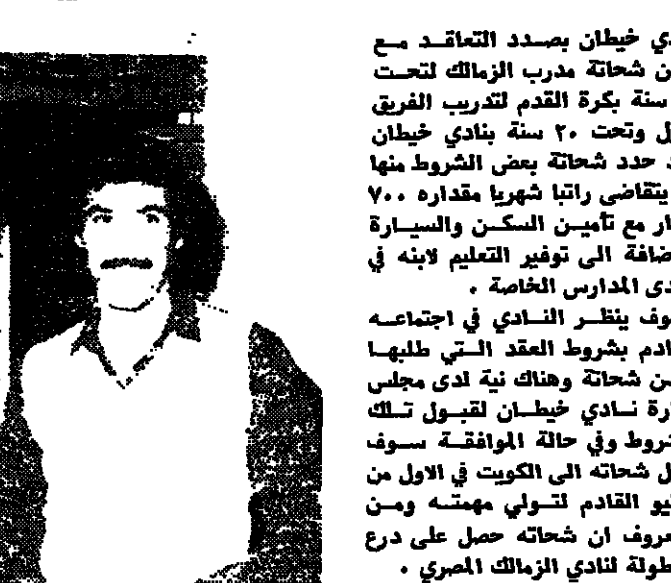 دي خيطان بصدد التعاقد مع
ن شحاتة مدرب الزمالك لتحت
سنة بكرة القدم لتدريب الفريق
ل وتحت ٢٠ سنة بنادي خيطان
حدد شحاتة بعض الشروط منها
يتقاضى راتبا شهريا مقداره ٧٠٠
ار مع تأمين السكن والسيارة
ضافة الى توفير التعليم لابنه في
دى المدارس الخاصة .
وف ينظر النادي في اجتماعه
ادم بشروط العقد التي طلبها
ـن شحاتة وهناك نية لدى مجلس
ارة نادي خيطان لقبول تلك
روط وفي حالة الموافقة سوف
ل شحاته الى الكويت في الاول من
يو القادم لتولي مهمته ومن
عروف ان شحاته حصل على درع
طولة لنادي الزمالك المصري .